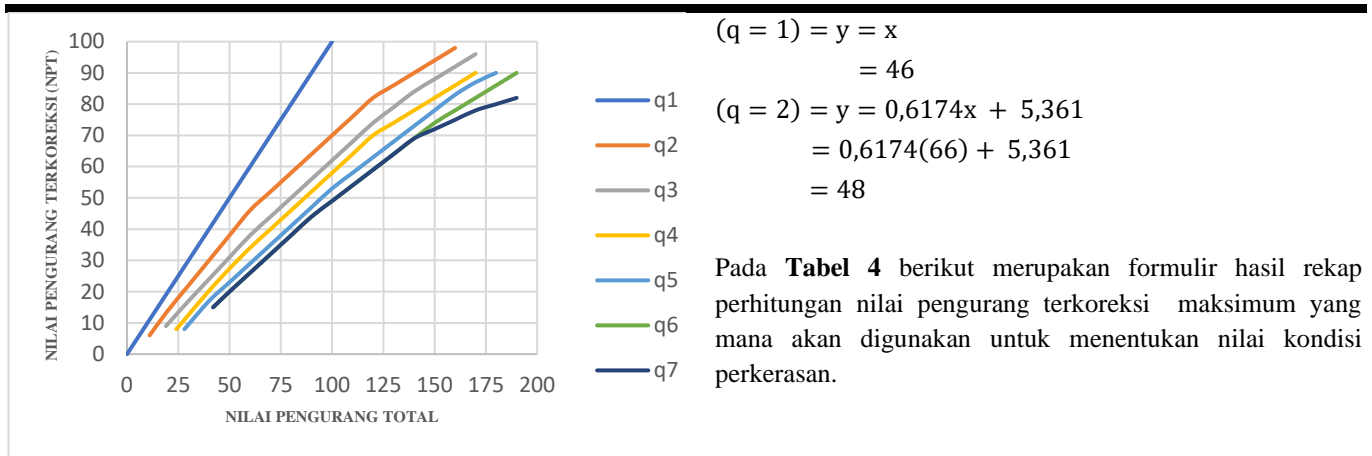 100
90
80
70
60
50
40
30
20
10
0
0 25 50 75 100 125 150 175 200
NILAI PENGURANG TERKOREKSI (NPT)
NILAI PENGURANG TOTAL
q1
q2
q3
q4
q5
q6
q7
(q = 1) = y = x
= 46
(q = 2) = y = 0,6174x + 5,361
= 0,6174(66) + 5,361
= 48
Pada Tabel 4 berikut merupakan formulir hasil rekap
perhitungan nilai pengurang terkoreksi maksimum yang
mana akan digunakan untuk menentukan nilai kondisi
perkerasan.